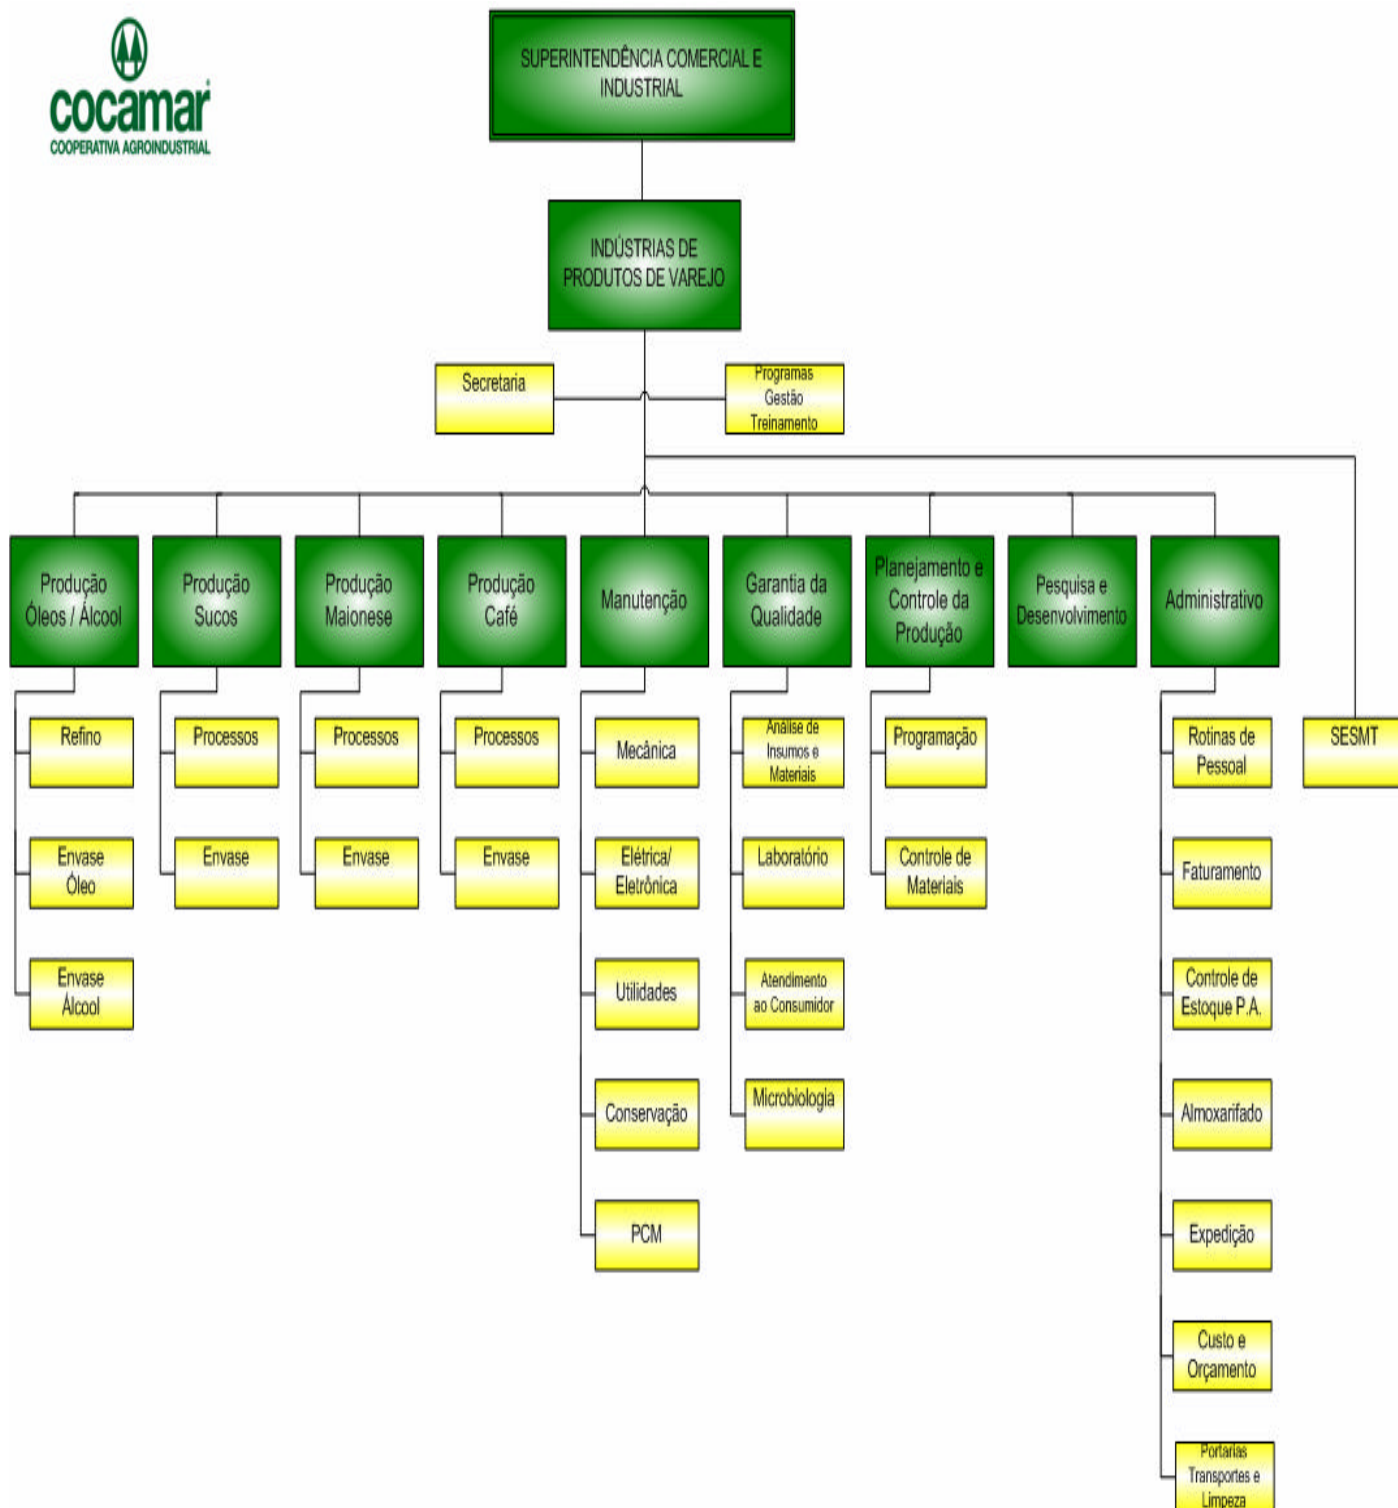 cocamar
COOPERATIVA AGROINDUSTRIAL
SUPERINTENDÊNCIA COMERCIAL E
INDUSTRIAL
INDÚSTRIAS DE
PRODUTOS DE VAREJO
Secretaria
Programas
Gestão
Treinamento
Produção
Óleos / Álcool
Produção
Sucos
Produção
Maionese
Produção
Café
Manutenção
Garantia da
Qualidade
Planejamento e
Controle da
Produção
Pesquisa e
Desenvolvimento
Administrativo
Refino
Envase
Óleo
Envase
Álcool
Processos
Envase
Processos
Envase
Processos
Envase
Mecânica
Elétrica/
Eletrônica
Utilidades
Conservação
PCM
Análise de
Insumos e
Materiais
Laboratório
Atendimento
ao Consumidor
Microbiologia
Programação
Controle de
Materiais
Rotinas de
Pessoal
Faturamento
Controle de
Estoque P.A.
Almoxarifado
Expedição
Custo e
Orçamento
Portarias
Transportes e
Limpeza
SESMT